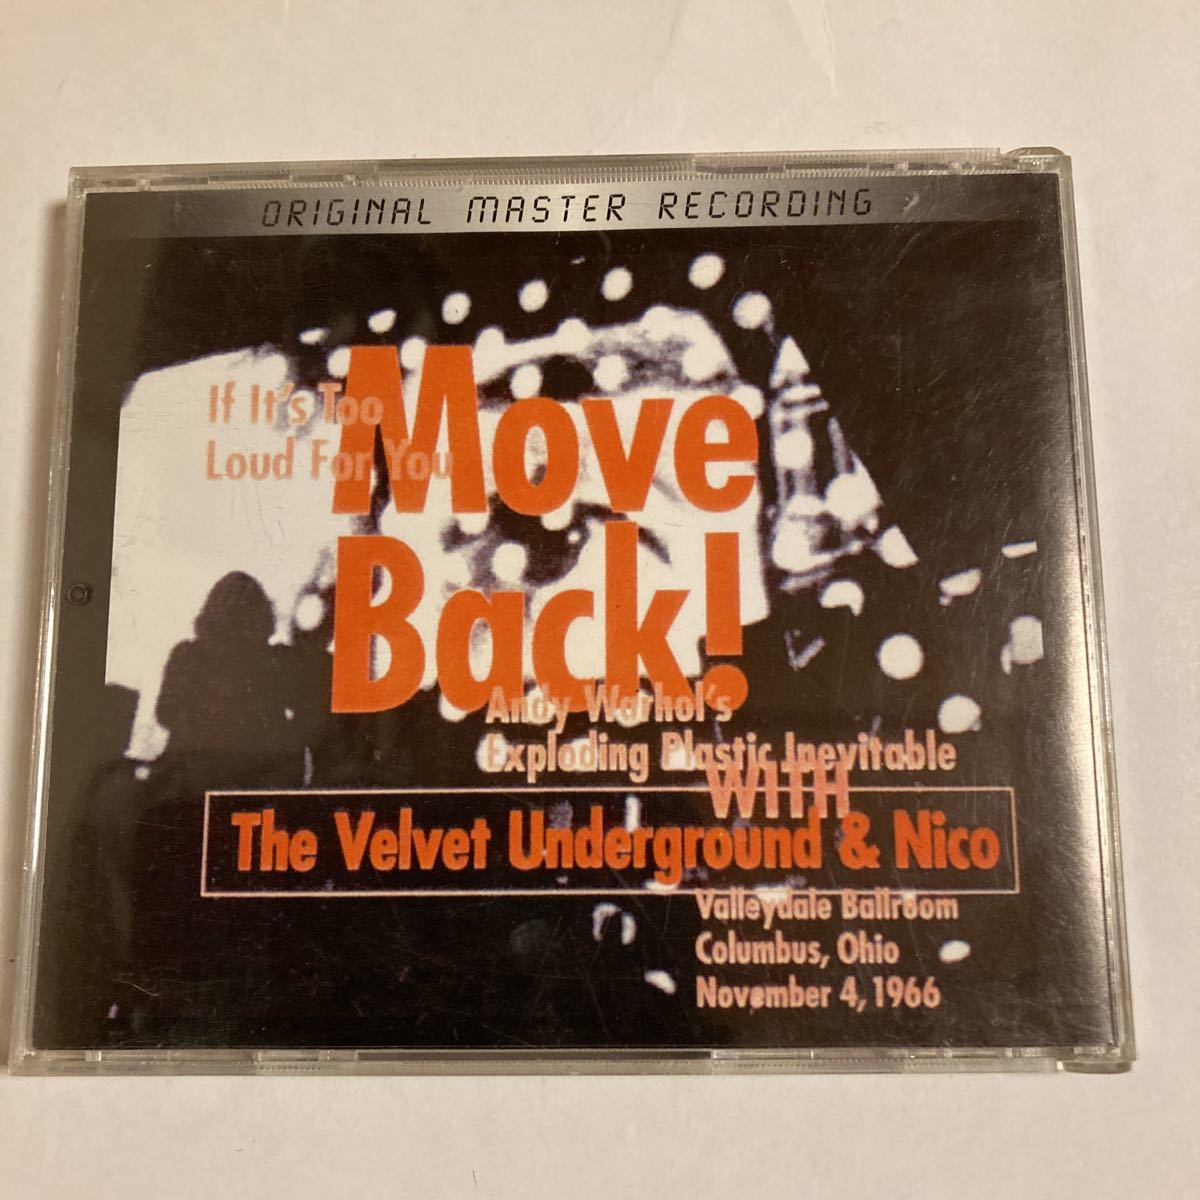 ORIGINAL MASTER RECORDING
If It's Too
Loud For You
Move
Back!
Andy Warhol's
Exploding Plastic Inevitable
WITH
The Velvet Underground & Nico
Valleydale Ballroom
Columbus, Ohio
November 4, 1966